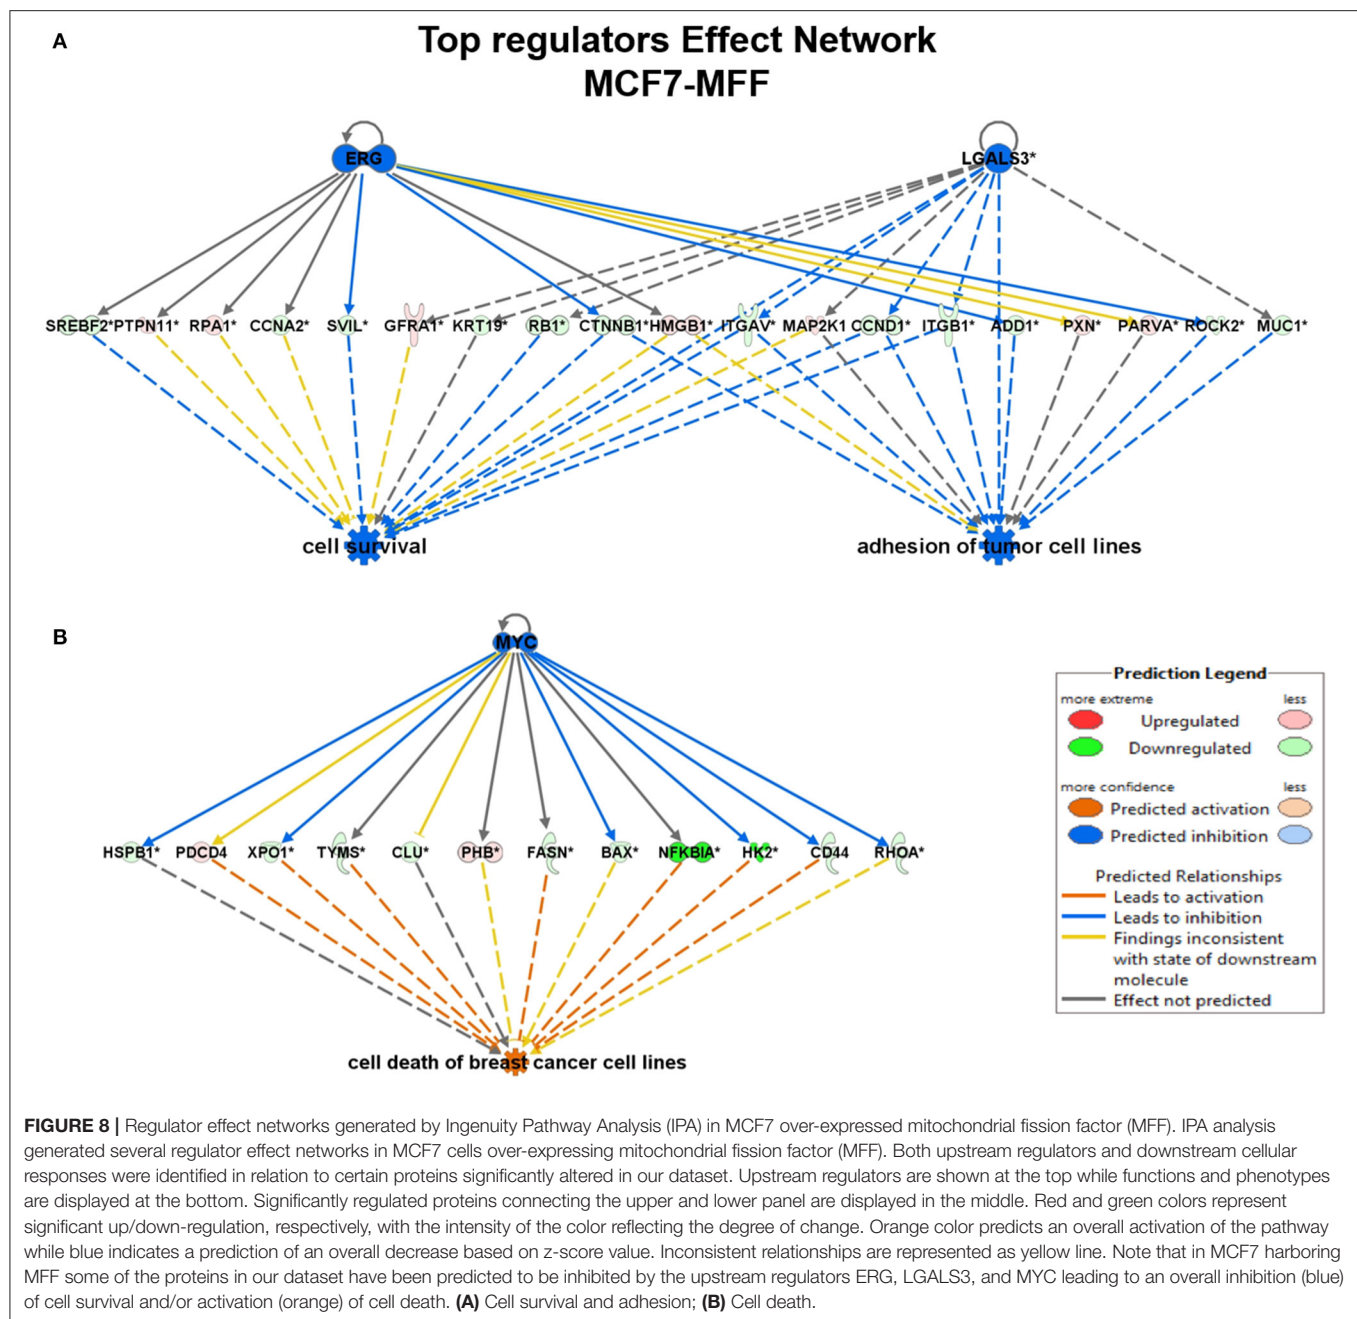 A
Top regulators Effect Network
MCF7-MFF
ERG
LGALS3*
SREBF2* PTPN11* RPA1* CCNA2* SVIL* GFRA1* KRT19* RB1* CTNNB1* HMGB1* ITGAV* MAP2K1 CCND1* ITGB1* ADD1* PXN* PARVA* ROCK2* MUC1*
cell survival
adhesion of tumor cell lines
B
MYC
HSPB1* PDCD4 XPO1* TYMS* CLU* PHB* FASN* BAX* NFKBIA* HK2* CD44 RHOA*
cell death of breast cancer cell lines
Prediction Legend
more extreme less
Upregulated
Downregulated
more confidence less
Predicted activation
Predicted inhibition
Predicted Relationships
Leads to activation
Leads to inhibition
Findings inconsistent
with state of downstream
molecule
Effect not predicted
FIGURE 8 | Regulator effect networks generated by Ingenuity Pathway Analysis (IPA) in MCF7 over-expressed mitochondrial fission factor (MFF). IPA analysis
generated several regulator effect networks in MCF7 cells over-expressing mitochondrial fission factor (MFF). Both upstream regulators and downstream cellular
responses were identified in relation to certain proteins significantly altered in our dataset. Upstream regulators are shown at the top while functions and phenotypes
are displayed at the bottom. Significantly regulated proteins connecting the upper and lower panel are displayed in the middle. Red and green colors represent
significant up/down-regulation, respectively, with the intensity of the color reflecting the degree of change. Orange color predicts an overall activation of the pathway
while blue indicates a prediction of an overall decrease based on z-score value. Inconsistent relationships are represented as yellow line. Note that in MCF7 harboring
MFF some of the proteins in our dataset have been predicted to be inhibited by the upstream regulators ERG, LGALS3, and MYC leading to an overall inhibition (blue)
of cell survival and/or activation (orange) of cell death. (A) Cell survival and adhesion; (B) Cell death.